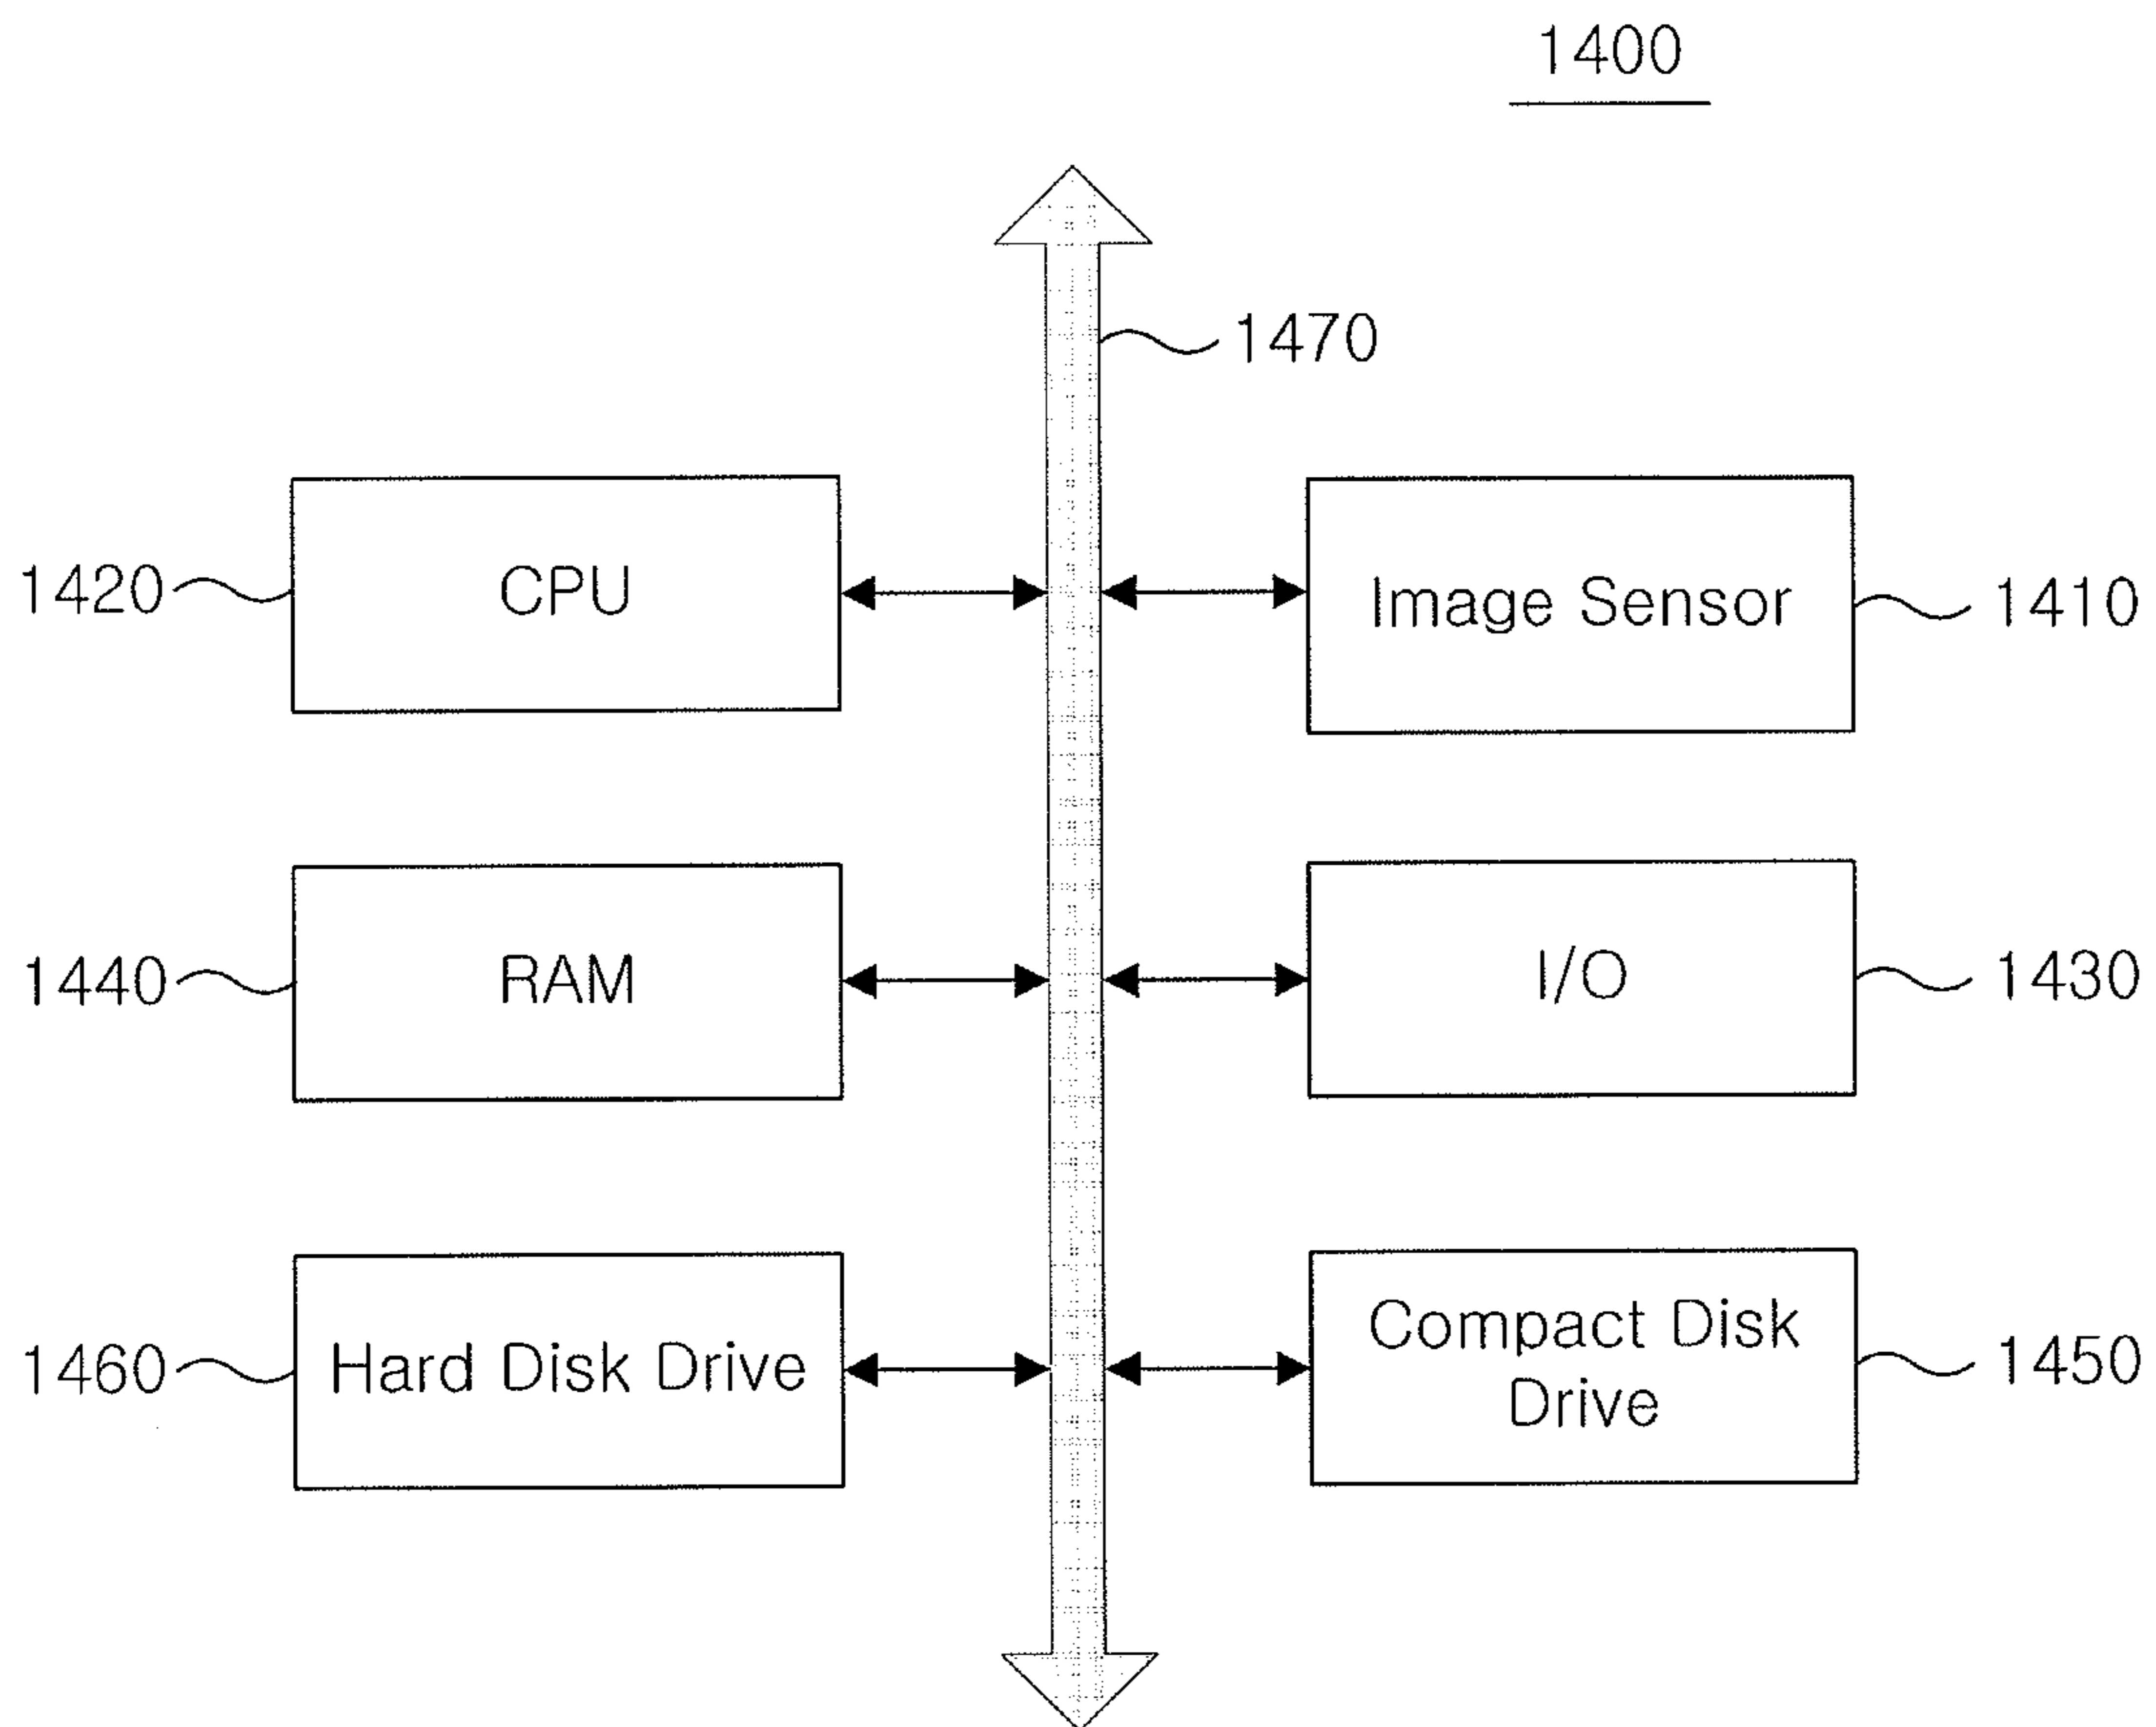 1400
1470
1420
CPU
Image Sensor
1410
1440
RAM
I/O
1430
1460
Hard Disk Drive
Compact Disk
Drive
1450